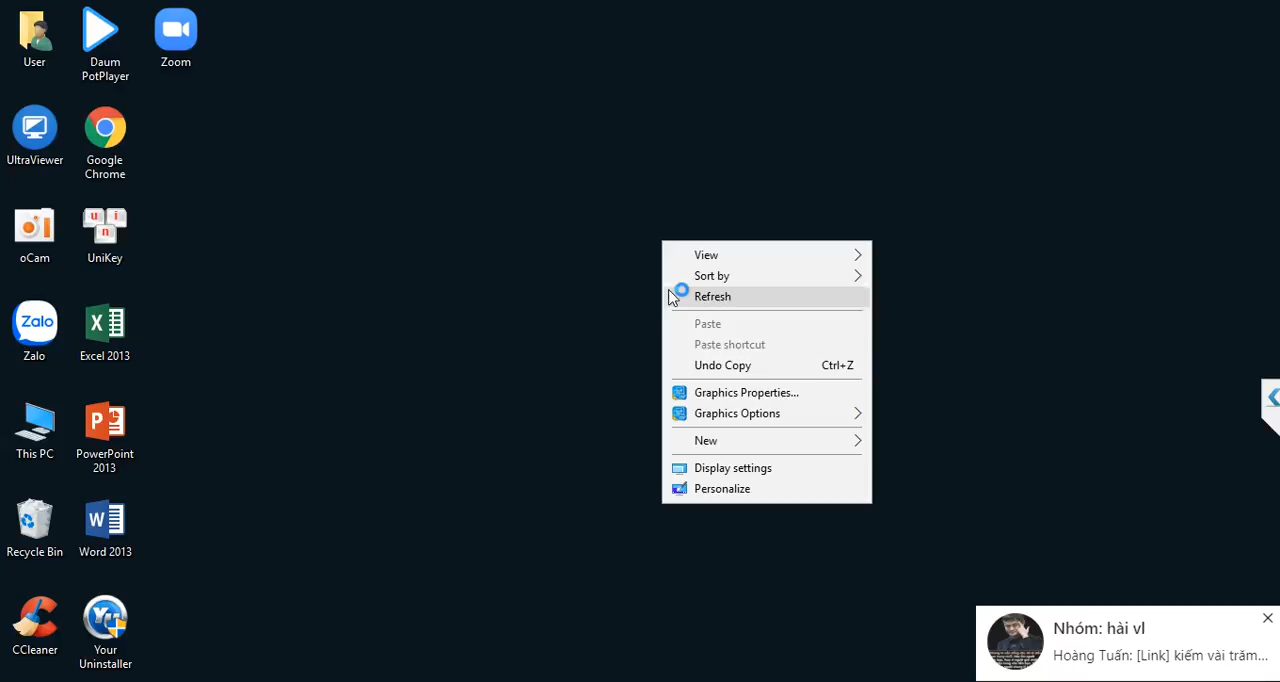 User
Daum
PotPlayer
Zoom
UltraViewer
Google
Chrome
oCam
u i
n
UniKey
Zalo
Zalo
X
Excel 2013
This PC
P
PowerPoint
2013
Recycle Bin
W
Word 2013
CCleaner
YU
Your
Uninstaller
View
Sort by
Refresh
Paste
Paste shortcut
Undo Copy Ctrl+Z
Graphics Properties...
Graphics Options
New
Display settings
Personalize
Nhóm: hài vl
Hoàng Tuấn: [Link] kiếm vài trăm...